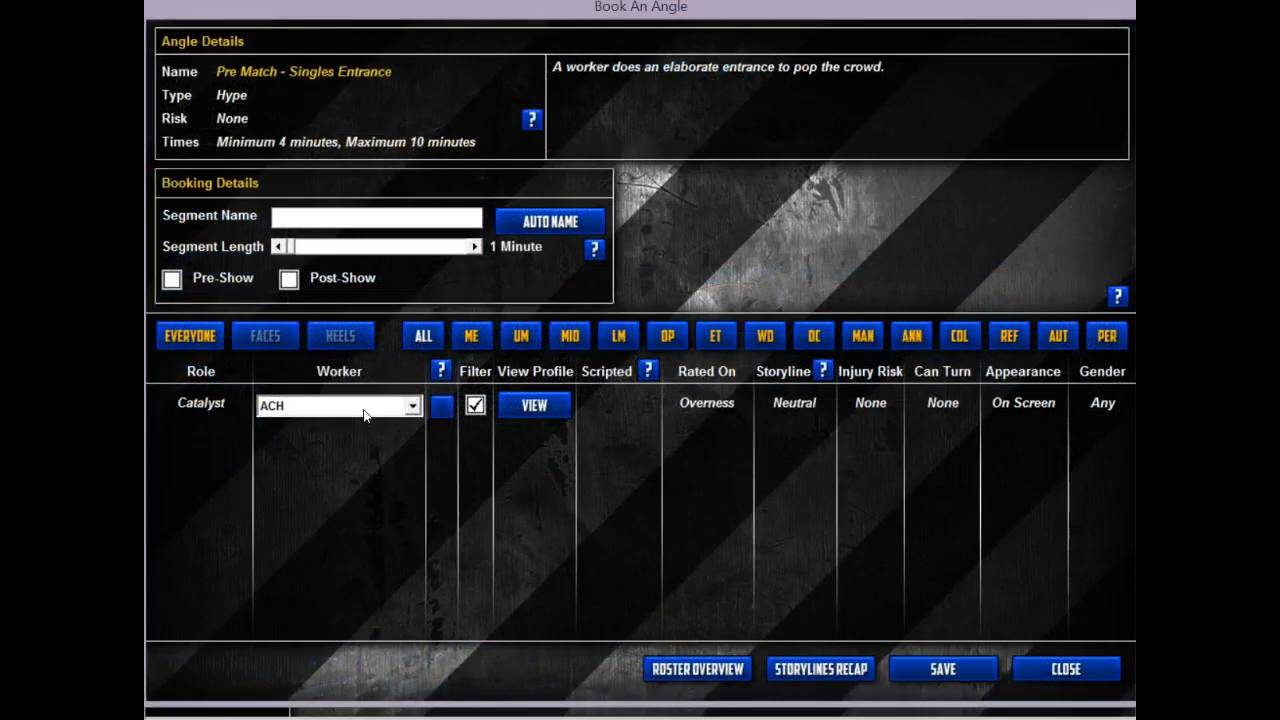 Book An Angle
Angle Details
Name Pre Match - Singles Entrance
Type Hype
Risk None
?
Times Minimum 4 minutes, Maximum 10 minutes
A worker does an elaborate entrance to pop the crowd.
Booking Details
Segment Name AUTO NAME
Segment Length 1 Minute ?
Pre-Show Post-Show
?
EVERYONE FACES HEELS ALL ME UM MID LM OP ET WD OC MAN ANN COL REF AUT PER
Role Worker ? Filter View Profile Scripted ? Rated On Storyline ? Injury Risk Can Turn Appearance Gender
Catalyst ACH VIEW Overness Neutral None None On Screen Any
ROSTER OVERVIEW STORYLINES RECAP SAVE CLOSE